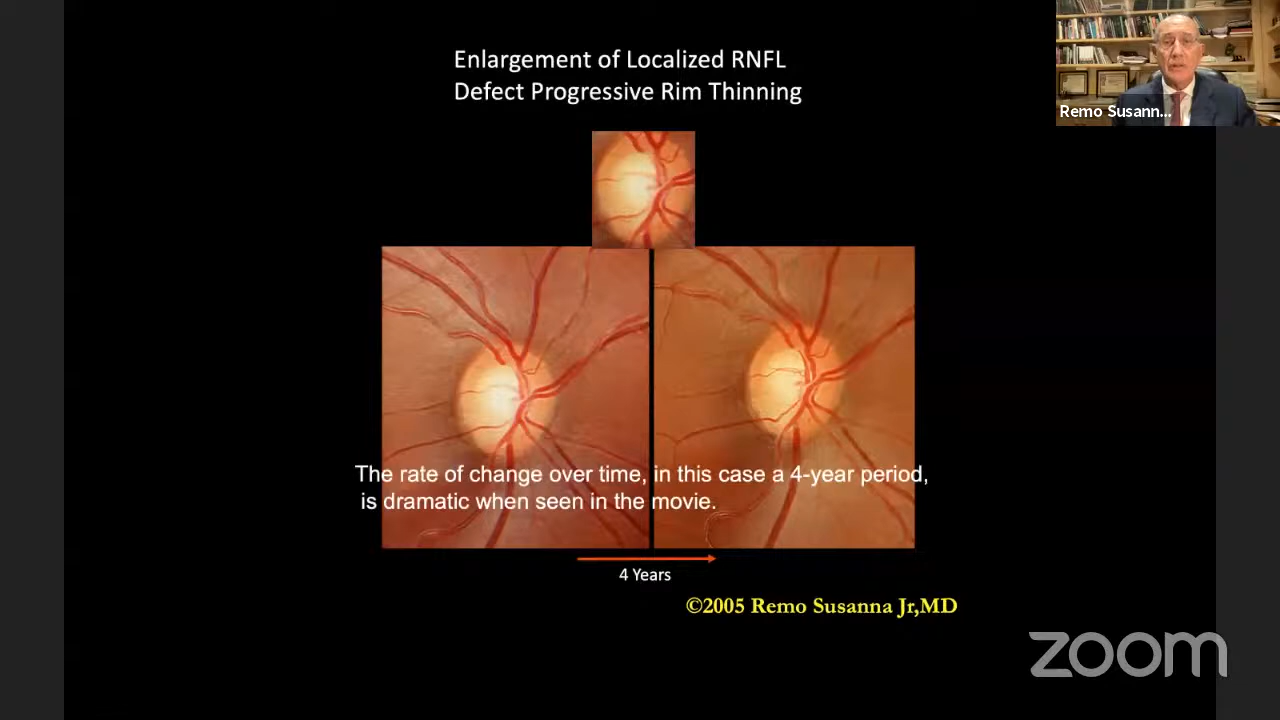 Enlargement of Localized RNFL
Defect Progressive Rim Thinning
Remo Susann...
The rate of change over time, in this case a 4-year period,
is dramatic when seen in the movie.
4 Years
©2005 Remo Susanna Jr,MD
zoom